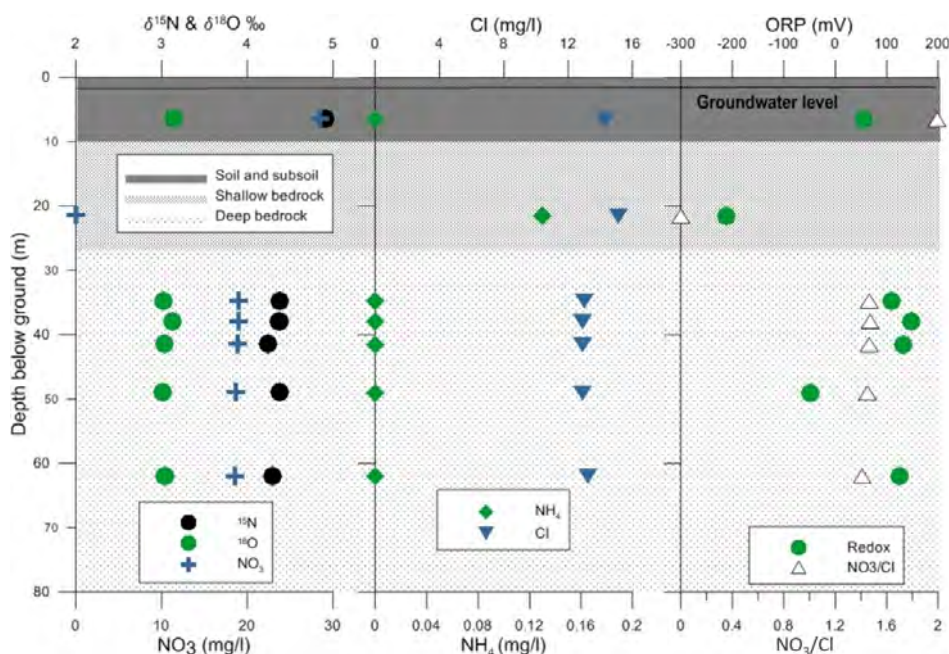 δ¹⁵N & δ¹⁸O ‰
Cl (mg/l)
ORP (mV)
2 3 4 5
0 4 8 12 16
-300 -200 -100 0 100 200
Groundwater level
Soil and subsoil
Shallow bedrock
Deep bedrock
Depth below ground (m)
0
10
20
30
40
50
60
70
80
¹⁵N
¹⁸O
NO₃
NH₄
Cl
Redox
NO3/Cl
0 10 20 30
0 0.04 0.08 0.12 0,16 0.2
0 0.4 0.8 1.2 1.6 2
NO₃ (mg/l)
NH₄ (mg/l)
NO₃/Cl